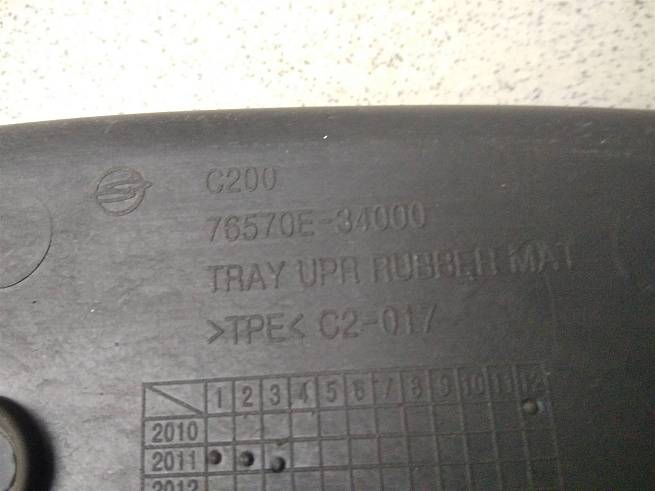 C200
76570E-34000
TRAY UPR RUBBER MAT
>TPE< C2-017
1 2 3 4 5 6 7 8 9 10 11 12
2010
2011
2012